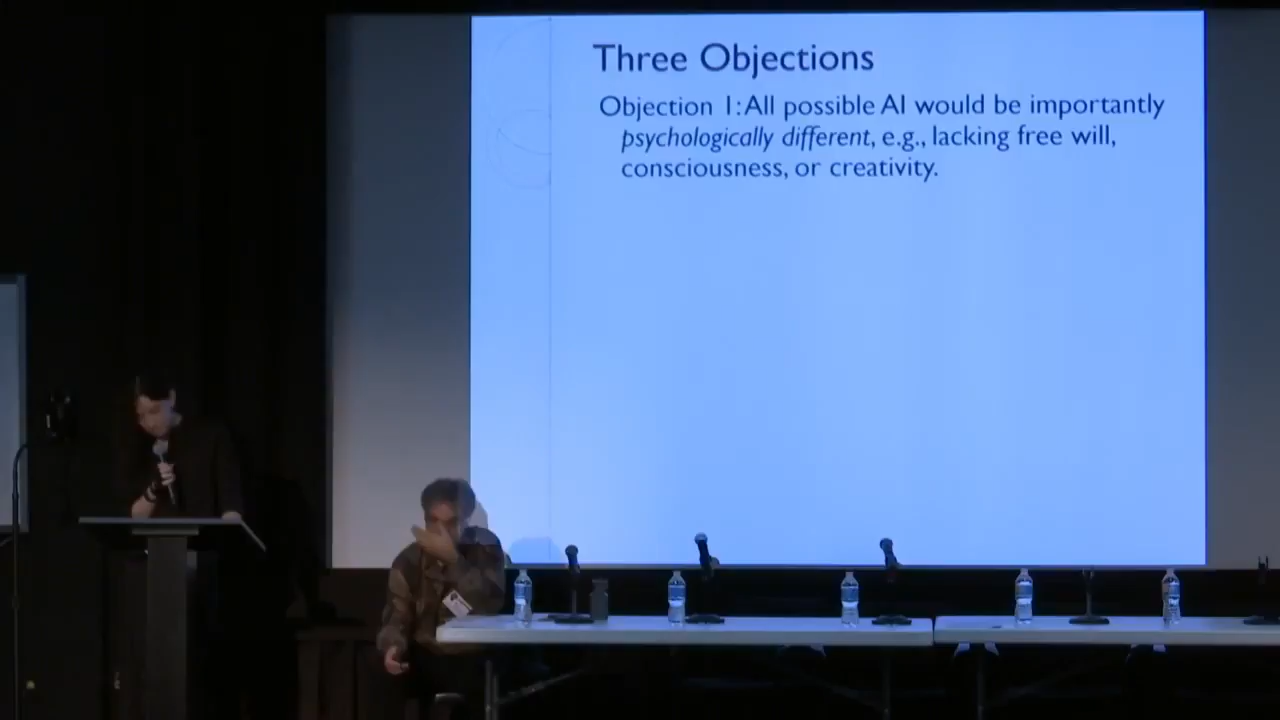 Three Objections
Objection 1: All possible AI would be importantly
psychologically different, e.g., lacking free will,
consciousness, or creativity.